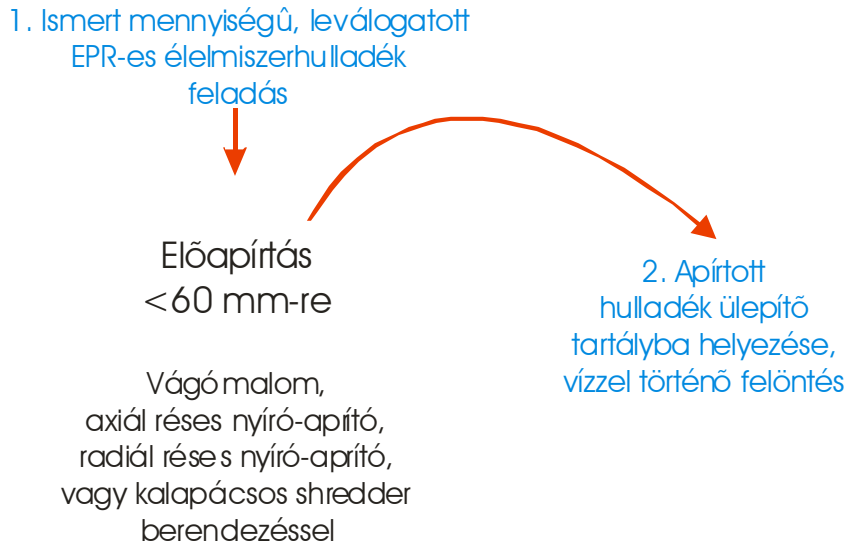 1. Ismert mennyiségû, leválogatott
EPR-es élelmiszerhulladék
feladás
Elõapírtás
<60 mm-re
Vágó malom,
axiál réses nyíró-apító,
radiál réses nyíró-aprító,
vagy kalapácsos shredder
berendezéssel
2. Apírtott
hulladék ülepítõ
tartályba helyezése,
vízzel történõ felöntés